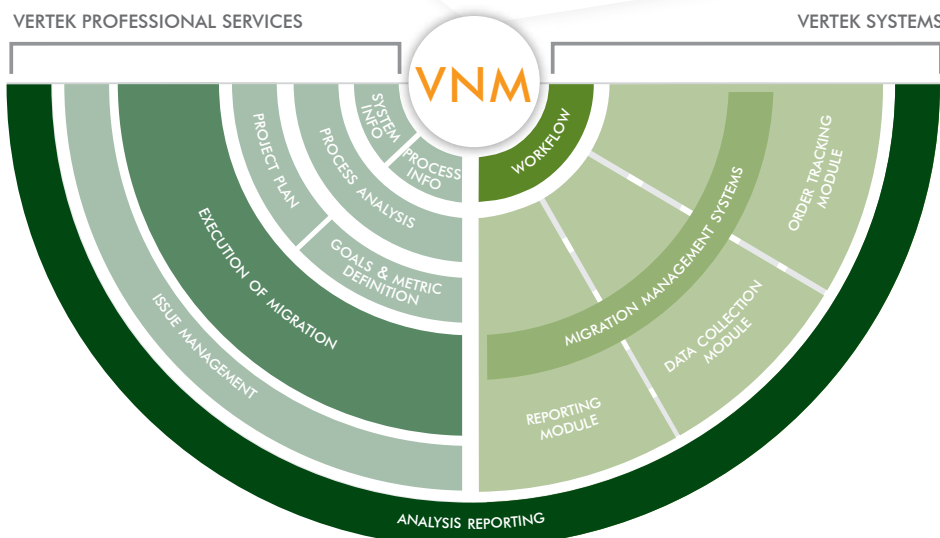 VERTEK PROFESSIONAL SERVICES
VERTEK SYSTEMS
VNM
SYSTEM
INFO
PROCESS
INFO
PROCESS ANALYSIS
PROJECT PLAN
GOALS & METRIC
DEFINITION
EXECUTION OF MIGRATION
ISSUE MANAGEMENT
WORKFLOW
MIGRATION MANAGEMENT SYSTEMS
ORDER TRACKING
MODULE
DATA COLLECTION
MODULE
REPORTING
MODULE
ANALYSIS REPORTING